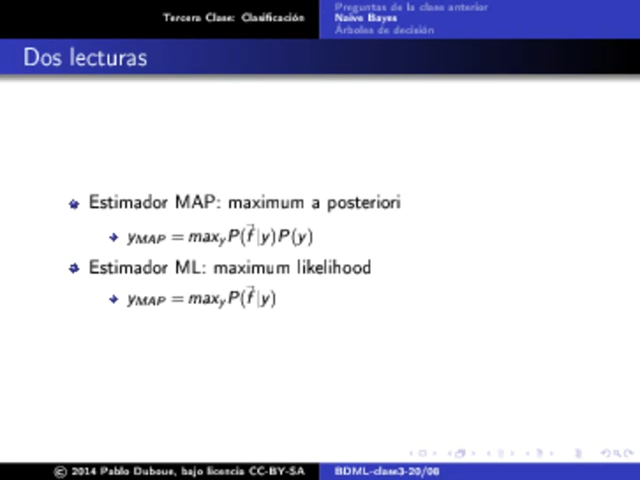 Tercera Clase: Clasificación
Preguntas de la clase anterior
Naive Bayes
Árboles de decisión
Dos lecturas
Estimador MAP: maximum a posteriori
y_MAP = max_y P(f⃗|y)P(y)
Estimador ML: maximum likelihood
y_MAP = max_y P(f⃗|y)
© 2014 Pablo Duboue, bajo licencia CC-BY-SA
BDML-clase3-20/08